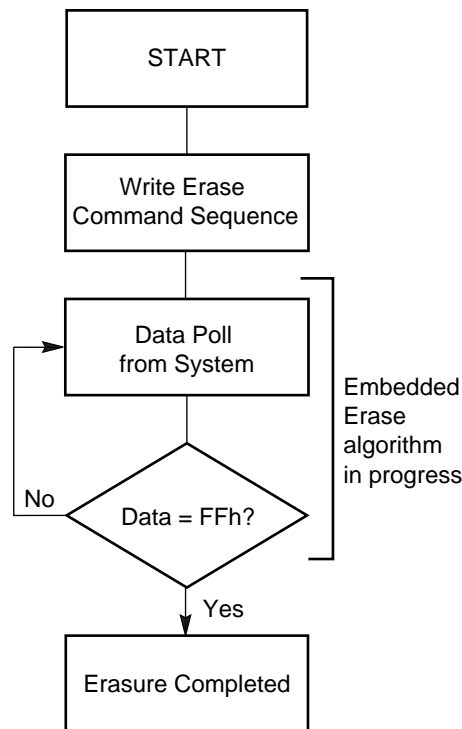 START
Write Erase
Command Sequence
Data Poll
from System
Embedded
Erase
algorithm
in progress
No
Data = FFh?
Yes
Erasure Completed